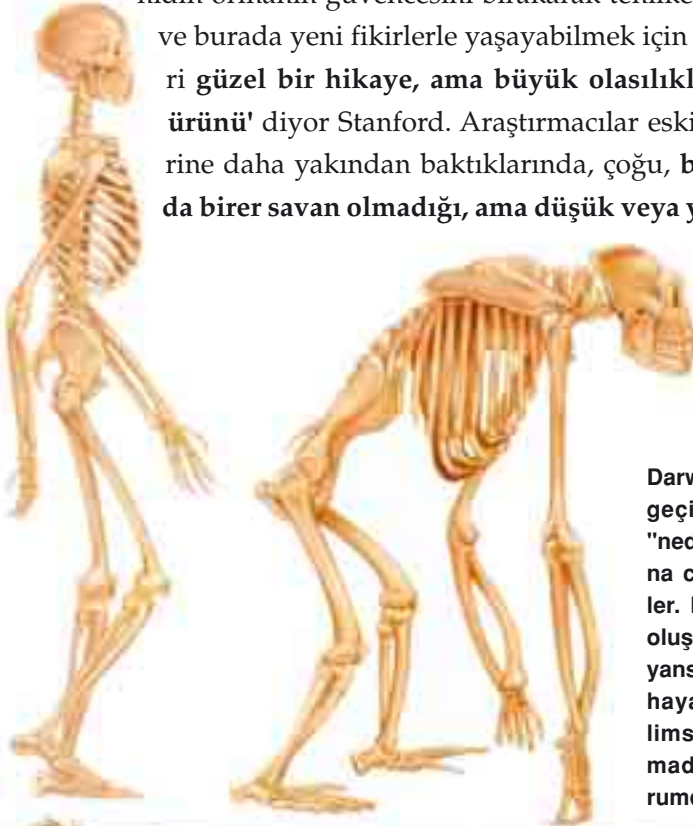 ve burada yeni fikirlerle yaşayabilmek için
ri güzel bir hikaye, ama büyük olasılıkl
ürünü' diyor Stanford. Araştırmacılar eski
rine daha yakından baktıklarında, çoğu, b
da birer savan olmadığı, ama düşük veya y
Darw
geçi
"ned
na c
ler.
oluş
yans
haya
lims
mad
rumd